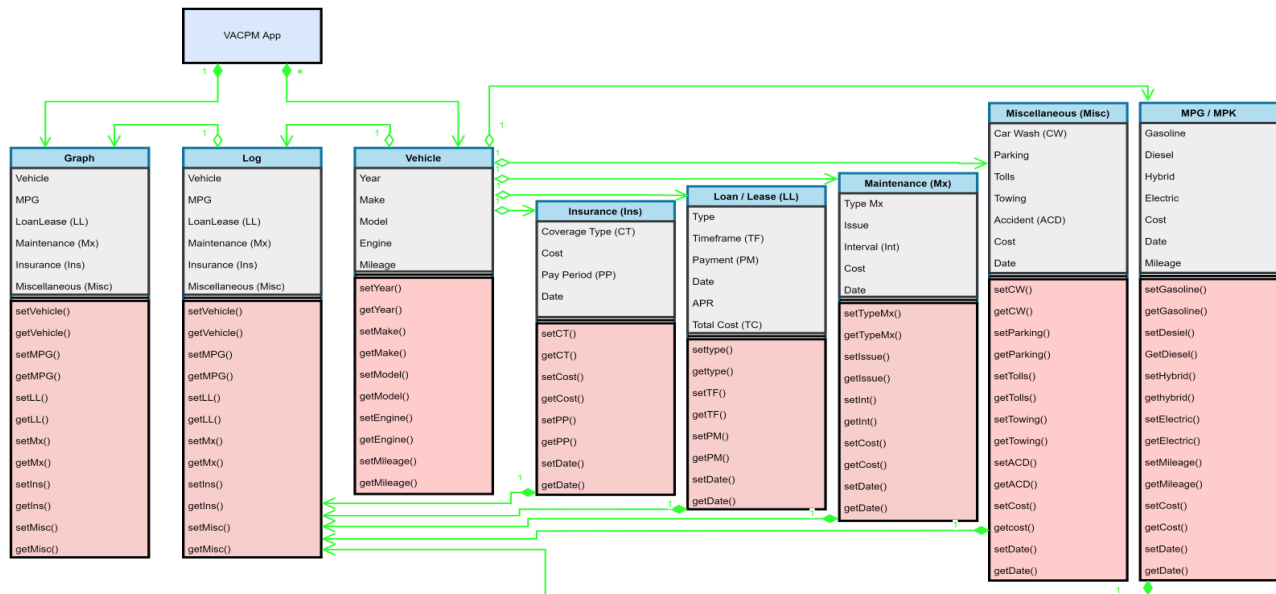 VACPM App
1
*
1
1
1
1
1
1
1
Graph
Vehicle
MPG
LoanLease (LL)
Maintenance (Mx)
Insurance (Ins)
Miscellaneous (Misc)
setVehicle()
getVehicle()
setMPG()
getMPG()
setLL()
getLL()
setMx()
getMx()
setIns()
getIns()
setMisc()
getMisc()
Log
Vehicle
MPG
LoanLease (LL)
Maintenance (Mx)
Insurance (Ins)
Miscellaneous (Misc)
setVehicle()
getVehicle()
setMPG()
getMPG()
setLL()
getLL()
setMx()
getMx()
setIns()
getIns()
setMisc()
getMisc()
Vehicle
Year
Make
Model
Engine
Mileage
setYear()
getYear()
setMake()
getMake()
setModel()
getModel()
setEngine()
getEngine()
setMileage()
getMileage()
Insurance (Ins)
Coverage Type (CT)
Cost
Pay Period (PP)
Date
setCT()
getCT()
setCost()
getCost()
setPP()
getPP()
setDate()
getDate()
1
Loan / Lease (LL)
Type
Timeframe (TF)
Payment (PM)
Date
APR
Total Cost (TC)
settype()
gettype()
setTF()
getTF()
setPM()
getPM()
setDate()
getDate()
1
Maintenance (Mx)
Type Mx
Issue
Interval (Int)
Cost
Date
setTypeMx()
getTypeMx()
setIssue()
getIssue()
setInt()
getInt()
setCost()
getCost()
setDate()
getDate()
1
Miscellaneous (Misc)
Car Wash (CW)
Parking
Tolls
Towing
Accident (ACD)
Cost
Date
setCW()
getCW()
setParking()
getParking()
setTolls()
getTolls()
setTowing()
getTowing()
setACD()
getACD()
setCost()
getcost()
setDate()
getDate()
1
MPG / MPK
Gasoline
Diesel
Hybrid
Electric
Cost
Date
Mileage
setGasoline()
getGasoline()
setDesiel()
GetDiesel()
setHybrid()
gethybrid()
setElectric()
getElectric()
setMileage()
getMileage()
setCost()
getCost()
setDate()
getDate()
1